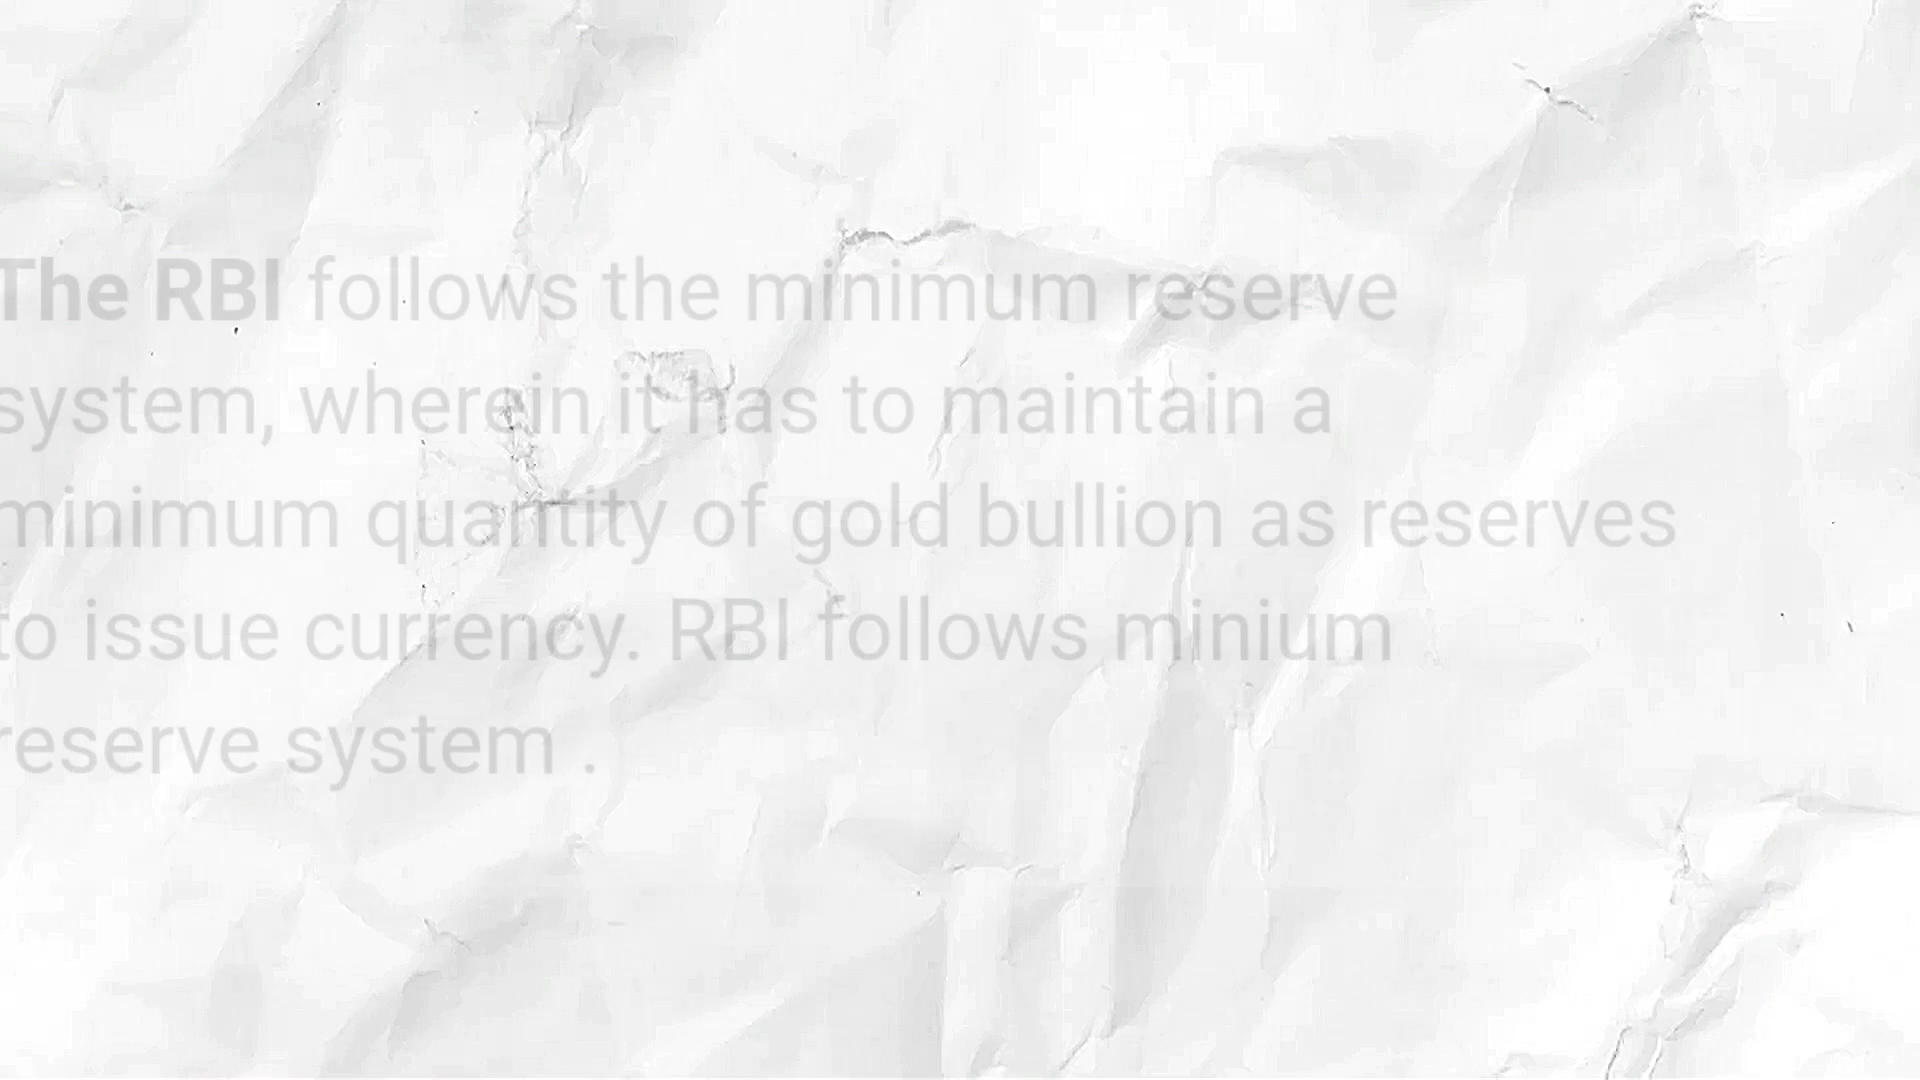 The RBI follows the minimum reserve
system, wherein it has to maintain a
minimum quantity of gold bullion as reserves
to issue currency. RBI follows minium
reserve system .